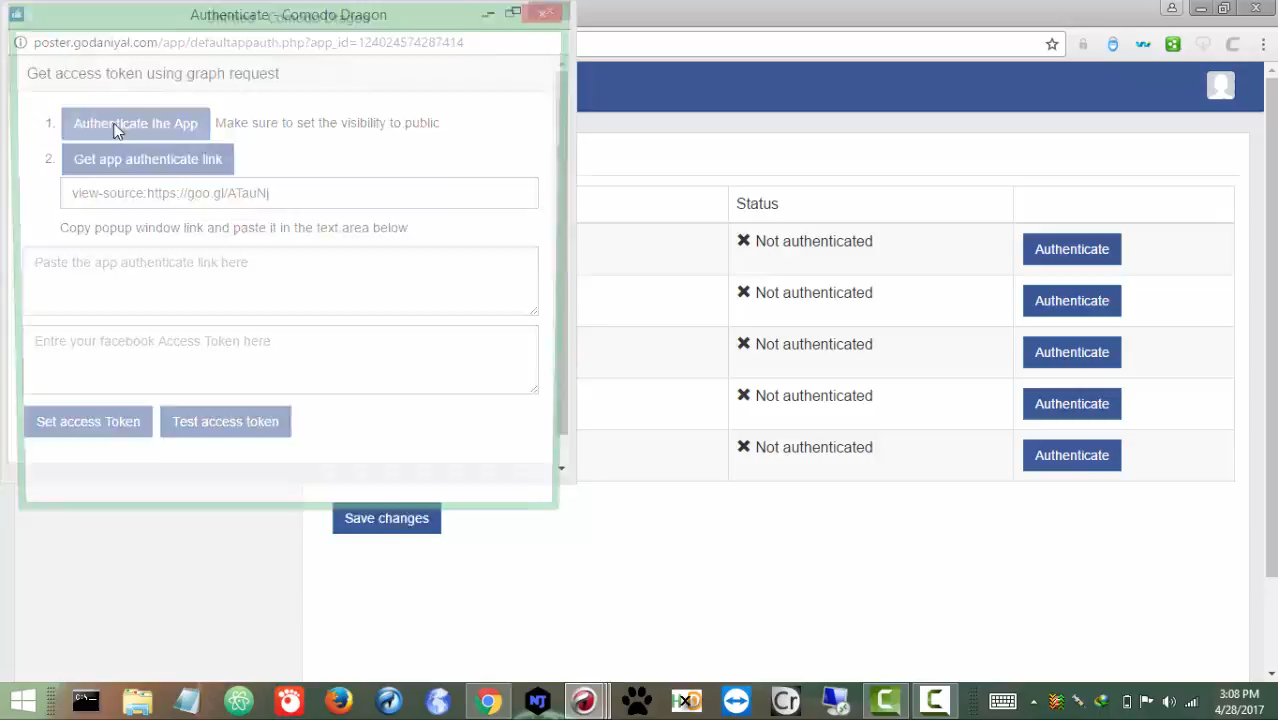 Authenticate - Comodo Dragon
poster.godaniyal.com/app/defaultappauth.php?app_id=124024574287414
Get access token using graph request
1. Authenticate the App Make sure to set the visibility to public
2. Get app authenticate link
view-source:https://goo.gl/ATauNj
Copy popup window link and paste it in the text area below
Paste the app authenticate link here
Entre your facebook Access Token here
Set access Token Test access token
Status
Not authenticated Authenticate
Not authenticated Authenticate
Not authenticated Authenticate
Not authenticated Authenticate
Not authenticated Authenticate
Save changes
3:08 PM
4/28/2017